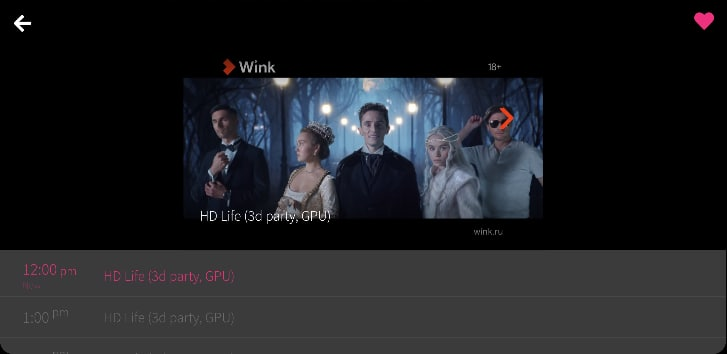 Wink
18+
HD Life (3d party, GPU)
wink.ru
12:00 pm HD Life (3d party, GPU)
Now
1:00 pm HD Life (3d party, GPU)